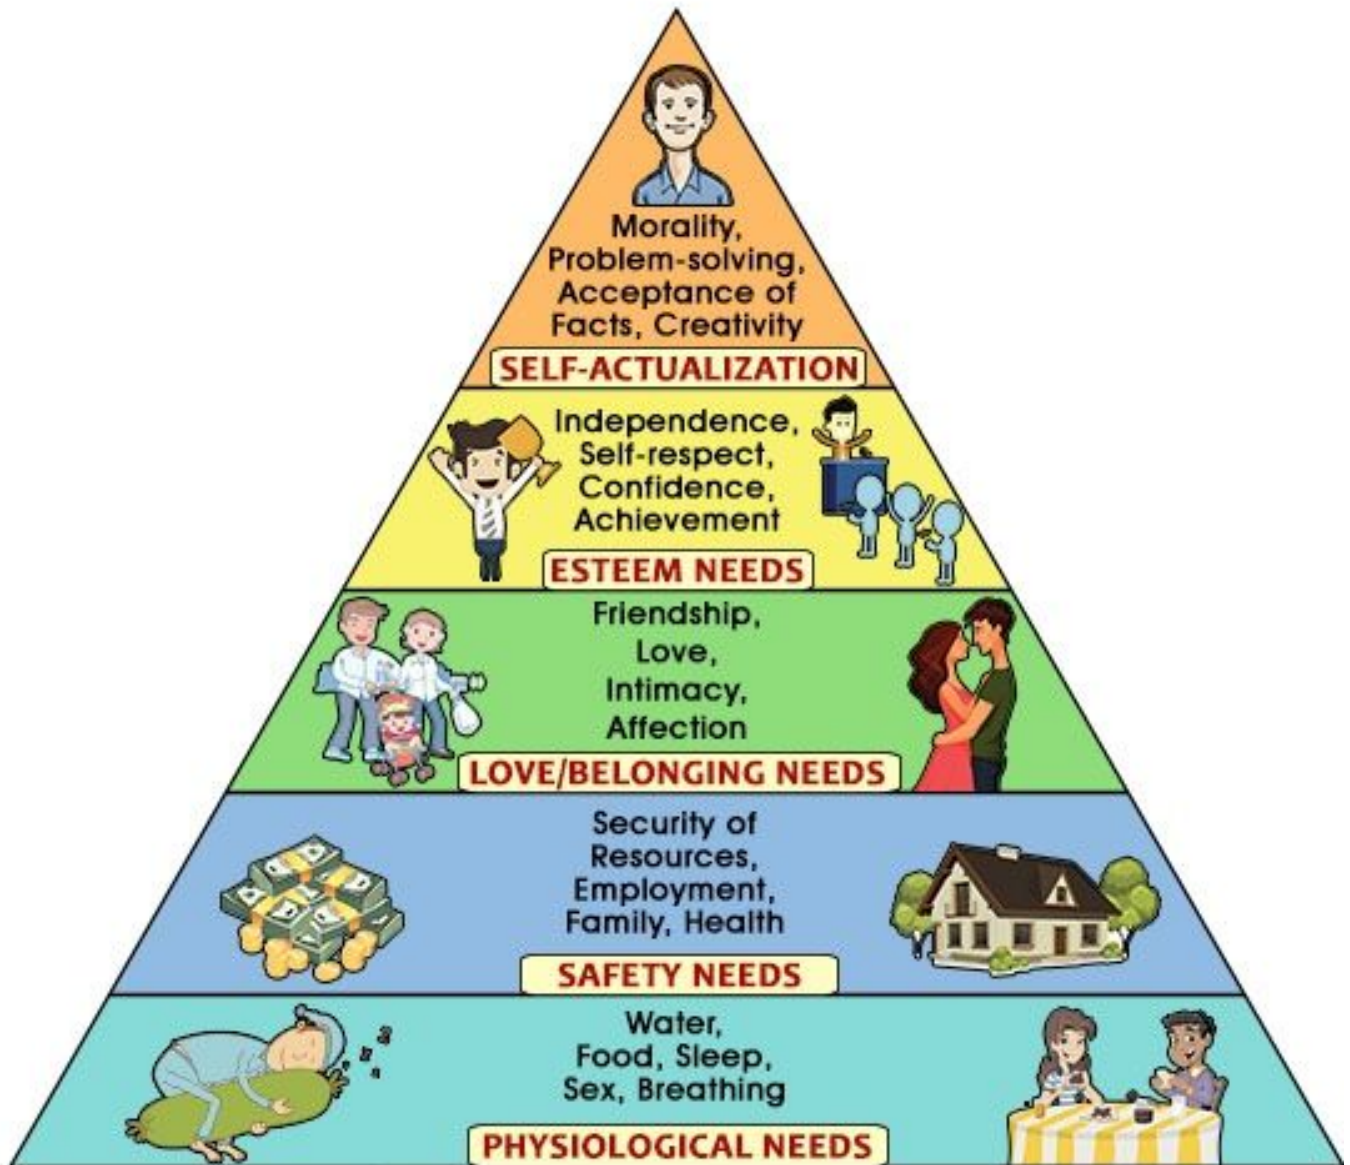 Morality,
Problem-solving,
Acceptance of
Facts, Creativity
SELF-ACTUALIZATION
Independence,
Self-respect,
Confidence,
Achievement
ESTEEM NEEDS
Friendship,
Love,
Intimacy,
Affection
LOVE/BELONGING NEEDS
Security of
Resources,
Employment,
Family, Health
SAFETY NEEDS
Water,
Food, Sleep,
Sex, Breathing
PHYSIOLOGICAL NEEDS